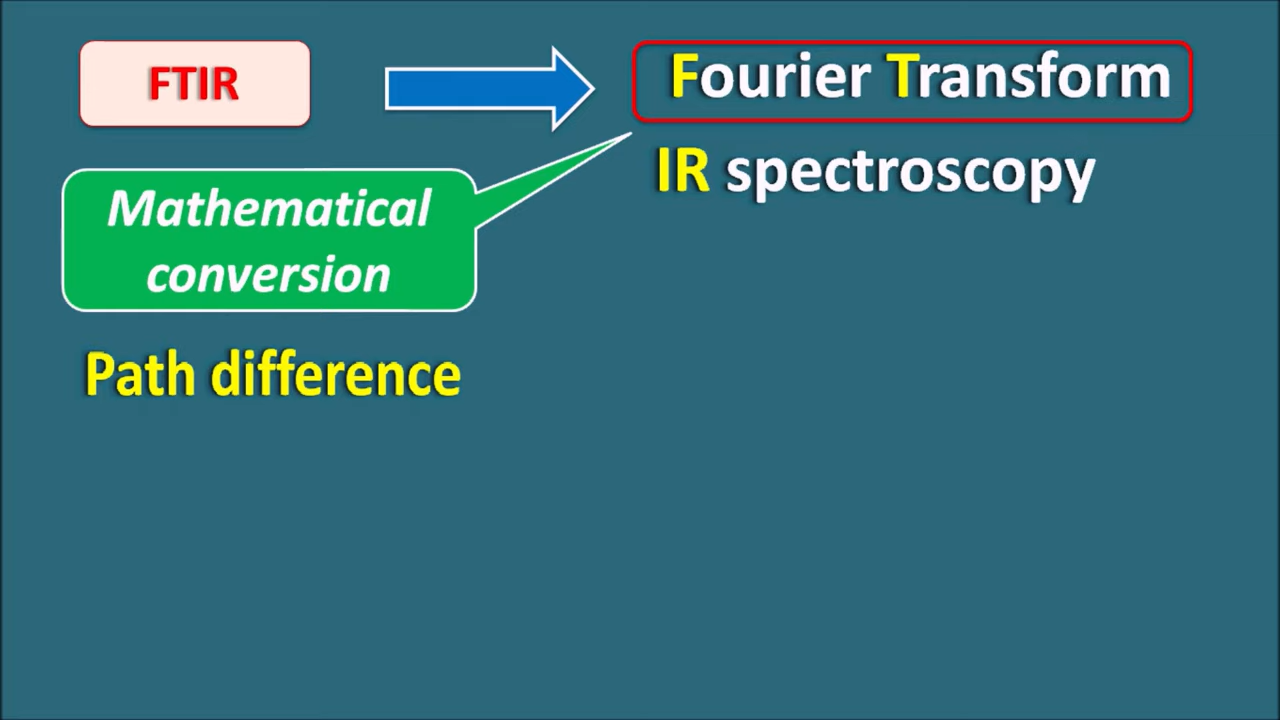 FTIR
Fourier Transform
IR spectroscopy
Mathematical
conversion
Path difference